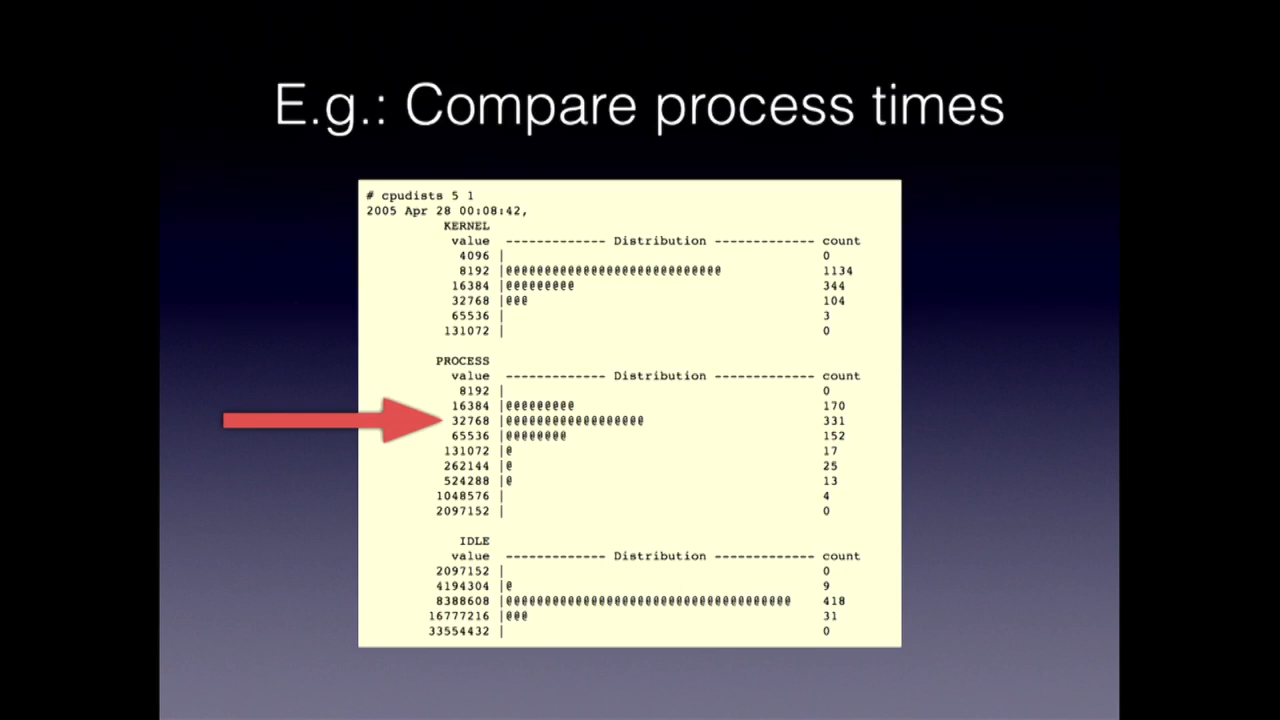 E.g.: Compare process times
# cpudists 5 1
2005 Apr 28 00:08:42,
KERNEL
value ------------- Distribution ------------- count
4096 | 0
8192 |@@@@@@@@@@@@@@@@@@@@@@@@@@@@ 1134
16384 |@@@@@@@@@ 344
32768 |@@@ 104
65536 | 3
131072 | 0
PROCESS
value ------------- Distribution ------------- count
8192 | 0
16384 |@@@@@@@@@ 170
32768 |@@@@@@@@@@@@@@@@@@ 331
65536 |@@@@@@@@ 152
131072 |@ 17
262144 |@ 25
524288 |@ 13
1048576 | 4
2097152 | 0
IDLE
value ------------- Distribution ------------- count
2097152 | 0
4194304 |@ 9
8388608 |@@@@@@@@@@@@@@@@@@@@@@@@@@@@@@@@@@@@@ 418
16777216 |@@@ 31
33554432 | 0